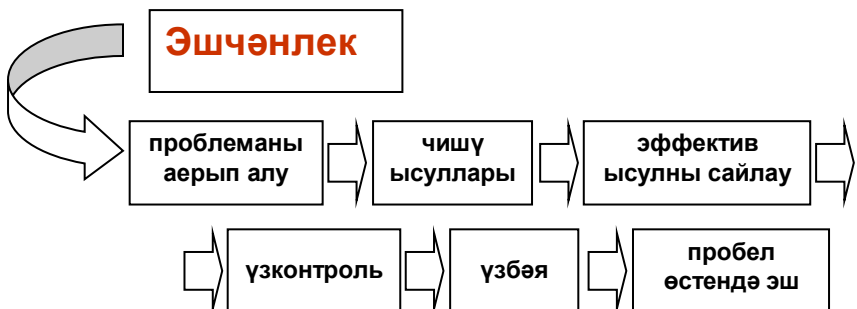 Эшчәнлек
проблеманы
аерып алу
чишү
ысуллары
эффектив
ысулны сайлау
үзконтроль
үзбәя
пробел
өстендә эш